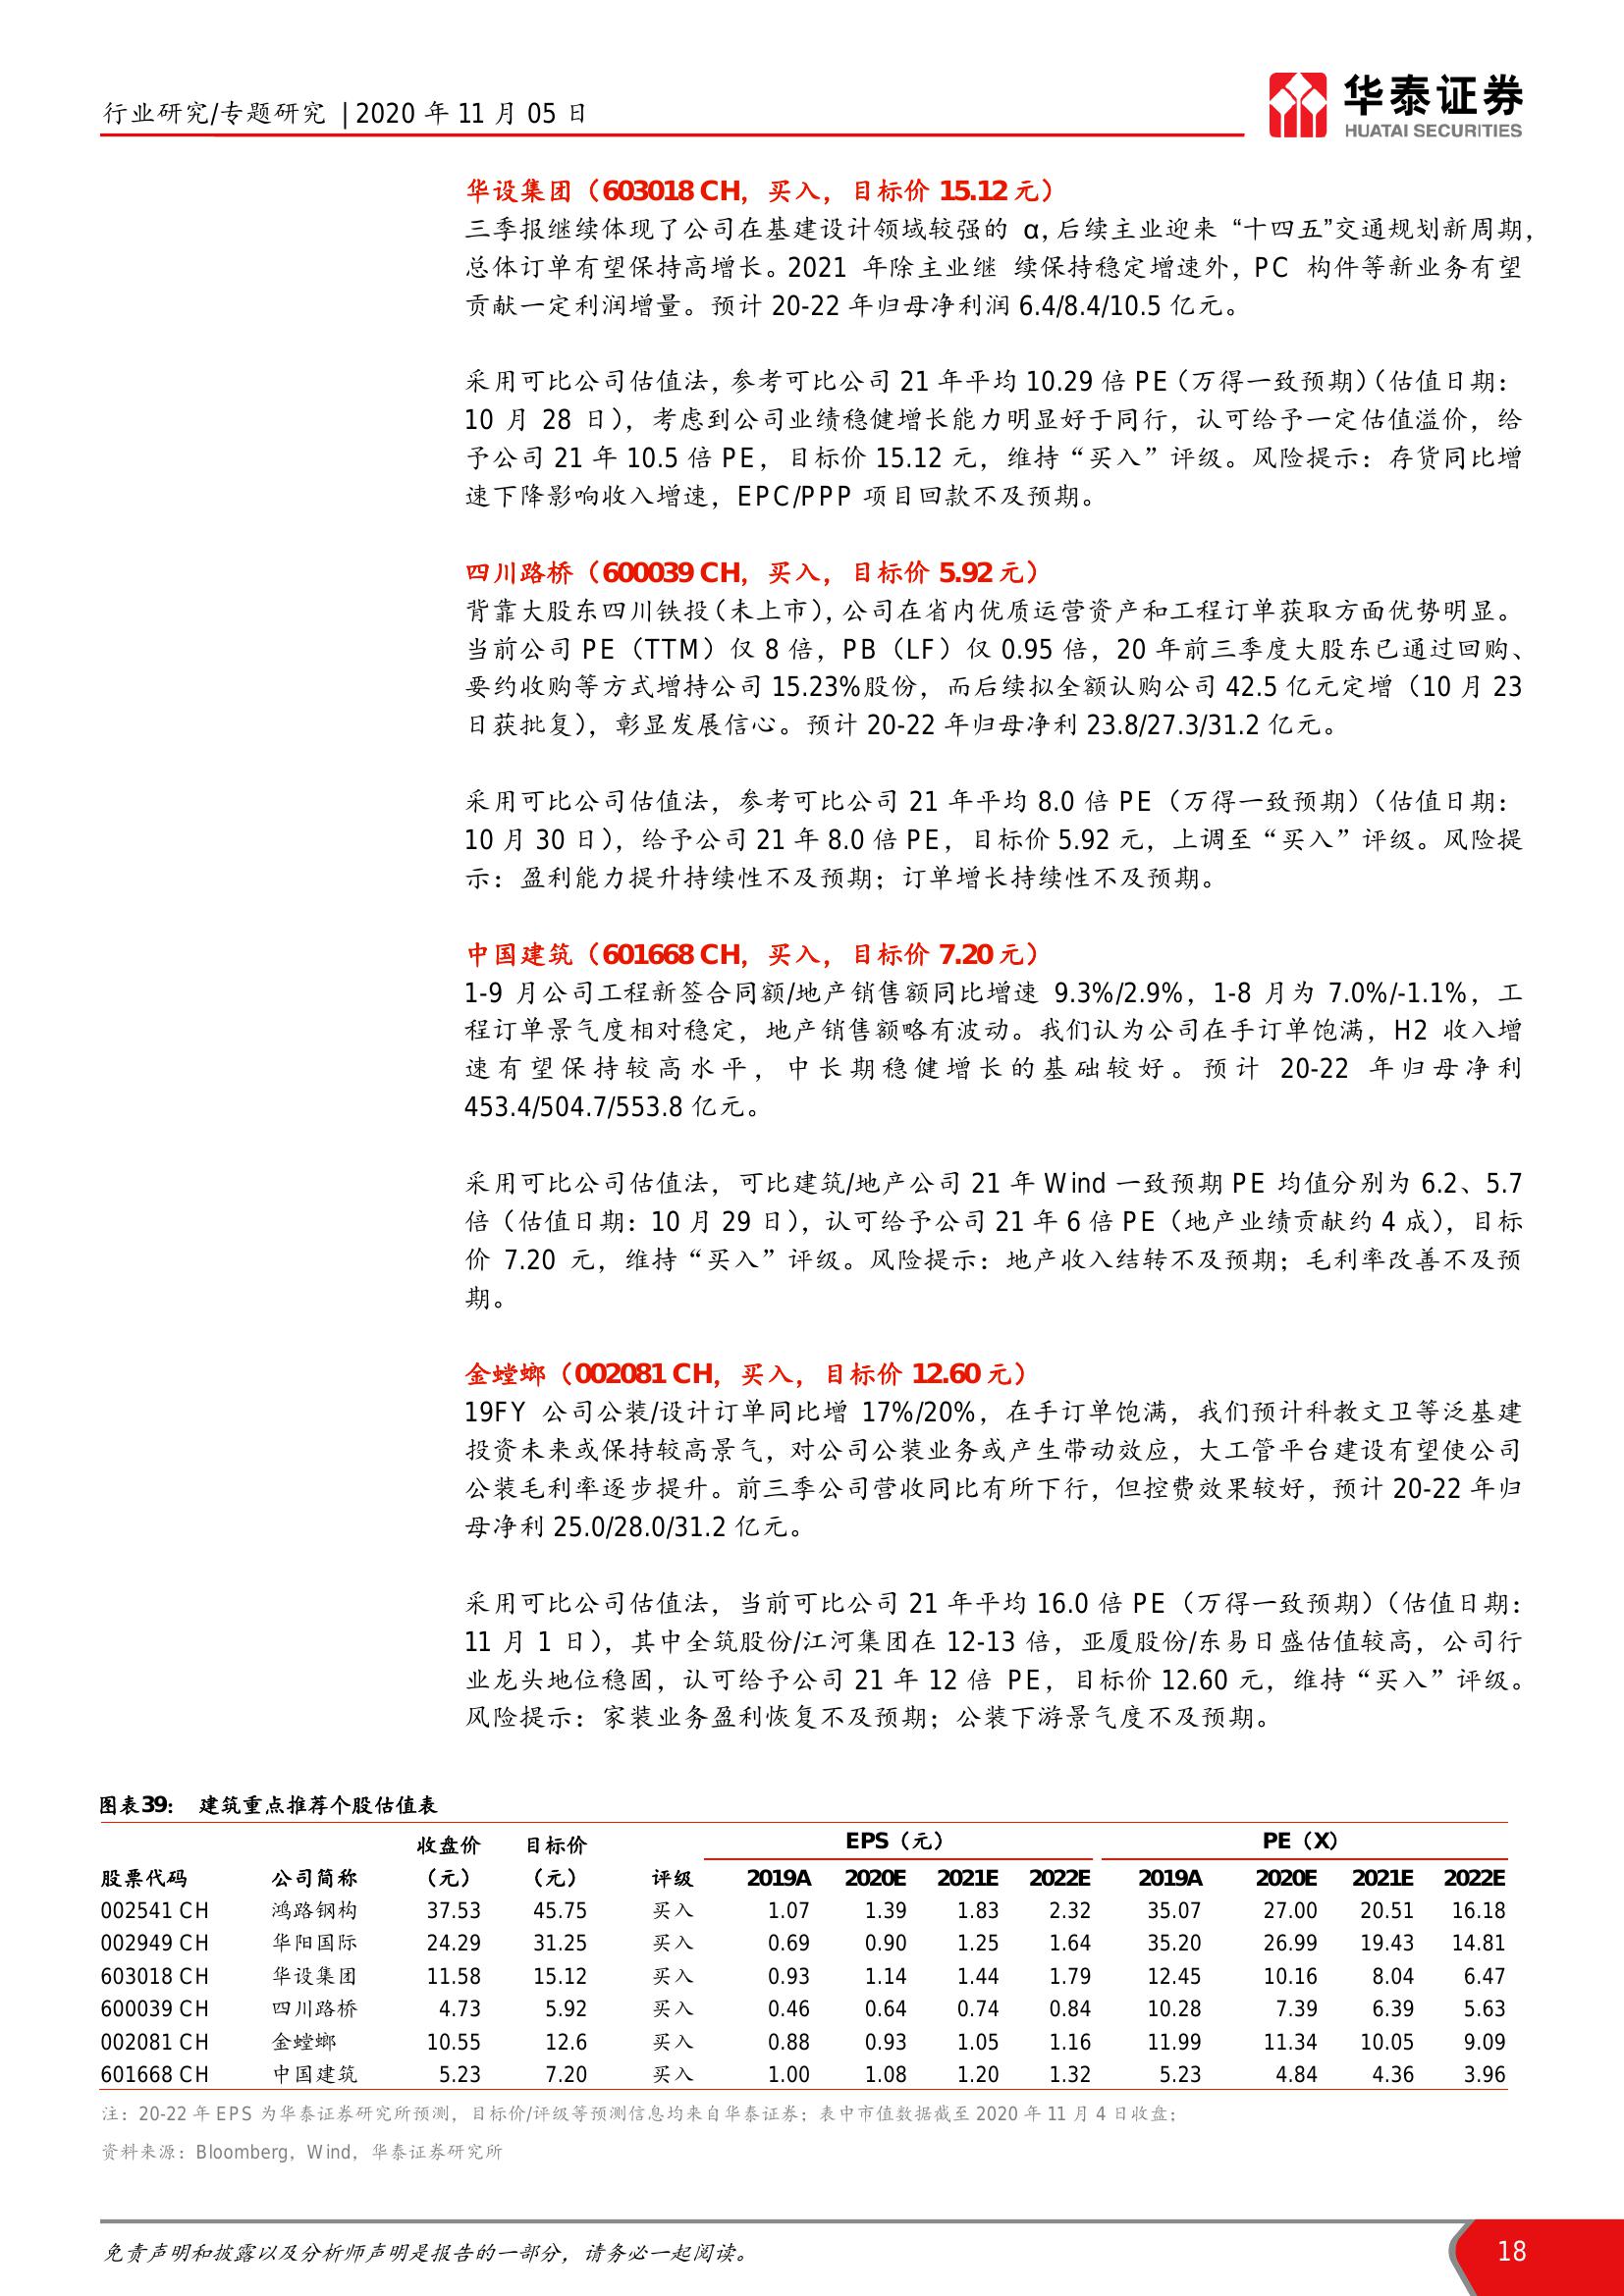 行业研究/专题研究 | 2020 年 11 月 05 日
华泰证券
HUATAI SECURITIES
华设集团（603018 CH，买入，目标价 15.12 元）
三季报继续体现了公司在基建设计领域较强的 α，后续主业迎来 “十四五”交通规划新周期，
总体订单有望保持高增长。2021 年除主业继 续保持稳定增速外，PC 构件等新业务有望
贡献一定利润增量。预计 20-22 年归母净利润 6.4/8.4/10.5 亿元。
采用可比公司估值法，参考可比公司 21 年平均 10.29 倍 PE（万得一致预期）（估值日期：
10 月 28 日），考虑到公司业绩稳健增长能力明显好于同行，认可给予一定估值溢价，给
予公司 21 年 10.5 倍 PE，目标价 15.12 元，维持“买入”评级。风险提示：存货同比增
速下降影响收入增速，EPC/PPP 项目回款不及预期。
四川路桥（600039 CH，买入，目标价 5.92 元）
背靠大股东四川铁投（未上市），公司在省内优质运营资产和工程订单获取方面优势明显。
当前公司 PE（TTM）仅 8 倍，PB（LF）仅 0.95 倍，20 年前三季度大股东已通过回购、
要约收购等方式增持公司 15.23%股份，而后续拟全额认购公司 42.5 亿元定增（10 月 23
日获批复），彰显发展信心。预计 20-22 年归母净利 23.8/27.3/31.2 亿元。
采用可比公司估值法，参考可比公司 21 年平均 8.0 倍 PE（万得一致预期）（估值日期：
10 月 30 日），给予公司 21 年 8.0 倍 PE，目标价 5.92 元，上调至“买入”评级。风险提
示：盈利能力提升持续性不及预期；订单增长持续性不及预期。
中国建筑（601668 CH，买入，目标价 7.20 元）
1-9 月公司工程新签合同额/地产销售额同比增速 9.3%/2.9%，1-8 月为 7.0%/-1.1%，工
程订单景气度相对稳定，地产销售额略有波动。我们认为公司在手订单饱满，H2 收入增
速有望保持较高水平，中长期稳健增长的基础较好。预计 20-22 年归母净利
453.4/504.7/553.8 亿元。
采用可比公司估值法，可比建筑/地产公司 21 年 Wind 一致预期 PE 均值分别为 6.2、5.7
倍（估值日期：10 月 29 日），认可给予公司 21 年 6 倍 PE（地产业绩贡献约 4 成），目标
价 7.20 元，维持“买入”评级。风险提示：地产收入结转不及预期；毛利率改善不及预
期。
金螳螂（002081 CH，买入，目标价 12.60 元）
19FY 公司公装/设计订单同比增 17%/20%，在手订单饱满，我们预计科教文卫等泛基建
投资未来或保持较高景气，对公司公装业务或产生带动效应，大工管平台建设有望使公司
公装毛利率逐步提升。前三季公司营收同比有所下行，但控费效果较好，预计 20-22 年归
母净利 25.0/28.0/31.2 亿元。
采用可比公司估值法，当前可比公司 21 年平均 16.0 倍 PE（万得一致预期）（估值日期：
11 月 1 日），其中全筑股份/江河集团在 12-13 倍，亚厦股份/东易日盛估值较高，公司行
业龙头地位稳固，认可给予公司 21 年 12 倍 PE，目标价 12.60 元，维持“买入”评级。
风险提示：家装业务盈利恢复不及预期；公装下游景气度不及预期。
图表39： 建筑重点推荐个股估值表
收盘价 目标价 EPS（元） PE（X）
股票代码 公司简称 （元） （元） 评级 2019A 2020E 2021E 2022E 2019A 2020E 2021E 2022E
002541 CH 鸿路钢构 37.53 45.75 买入 1.07 1.39 1.83 2.32 35.07 27.00 20.51 16.18
002949 CH 华阳国际 24.29 31.25 买入 0.69 0.90 1.25 1.64 35.20 26.99 19.43 14.81
603018 CH 华设集团 11.58 15.12 买入 0.93 1.14 1.44 1.79 12.45 10.16 8.04 6.47
600039 CH 四川路桥 4.73 5.92 买入 0.46 0.64 0.74 0.84 10.28 7.39 6.39 5.63
002081 CH 金螳螂 10.55 12.6 买入 0.88 0.93 1.05 1.16 11.99 11.34 10.05 9.09
601668 CH 中国建筑 5.23 7.20 买入 1.00 1.08 1.20 1.32 5.23 4.84 4.36 3.96
注：20-22 年 EPS 为华泰证券研究所预测，目标价/评级等预测信息均来自华泰证券；表中市值数据截至 2020 年 11 月 4 日收盘；
资料来源：Bloomberg，Wind，华泰证券研究所
免责声明和披露以及分析师声明是报告的一部分，请务必一起阅读。
18